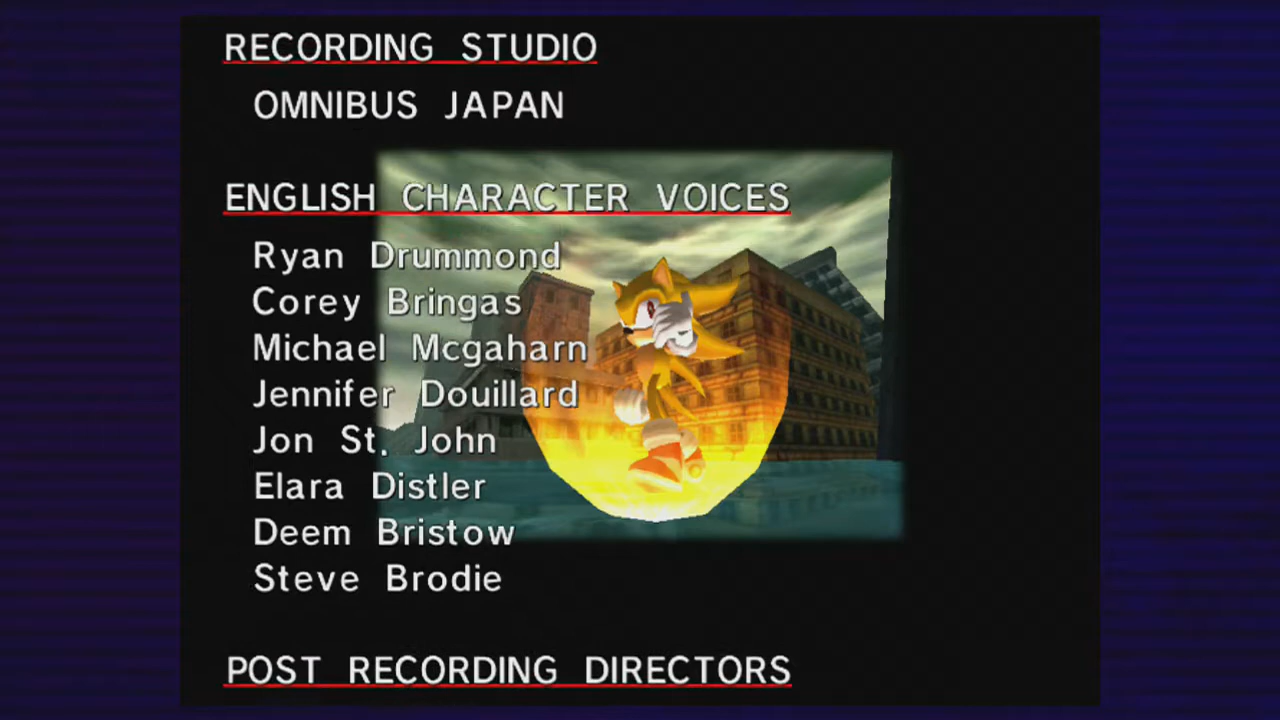 RECORDING STUDIO
OMNIBUS JAPAN
ENGLISH CHARACTER VOICES
Ryan Drummond
Corey Bringas
Michael Mcgaharn
Jennifer Douillard
Jon St. John
Elara Distler
Deem Bristow
Steve Brodie
POST RECORDING DIRECTORS